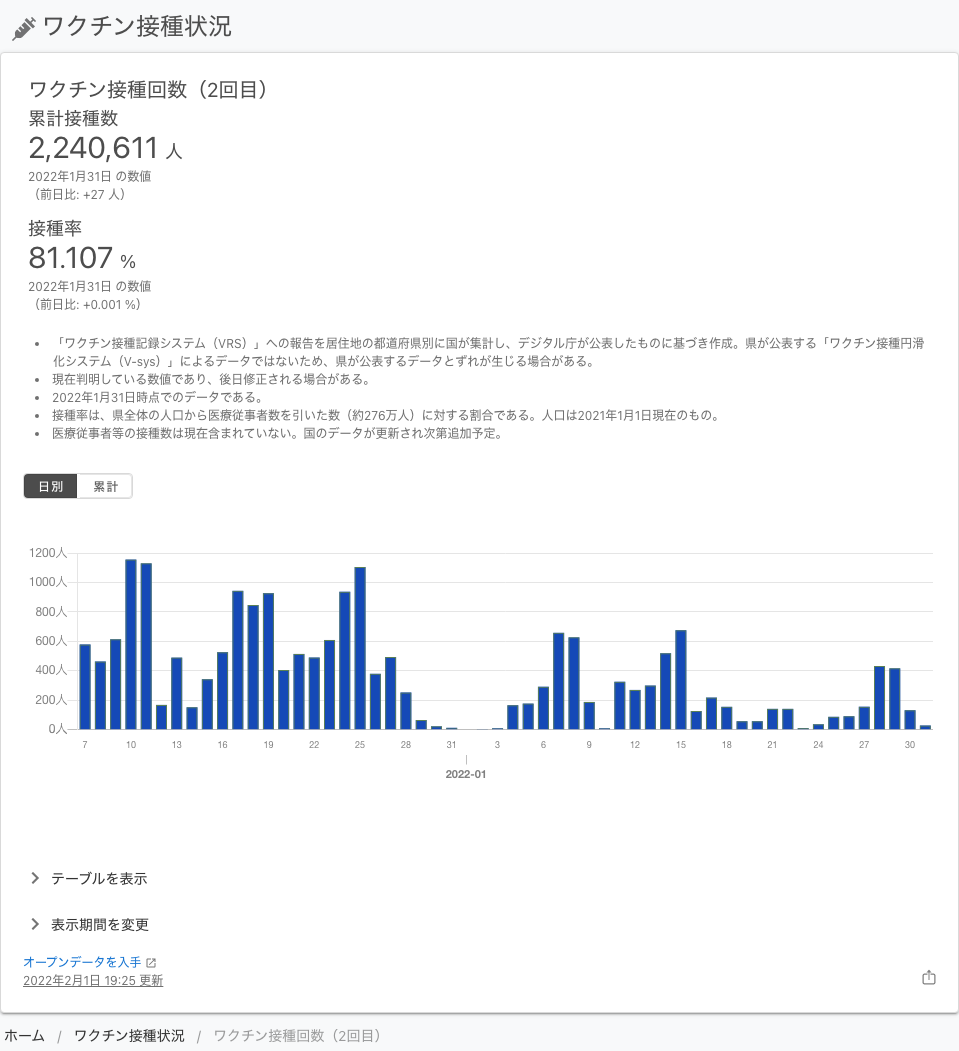 ワクチン接種状況
ワクチン接種回数（2回目）
累計接種数
2,240,611 人
2022年1月31日 の数値
（前日比: +27 人）
接種率
81.107 %
2022年1月31日 の数値
（前日比: +0.001 %）
• 「ワクチン接種記録システム（VRS）」への報告を居住地の都道府県別に国が集計し、デジタル庁が公表したものに基づき作成。県が公表する「ワクチン接種円滑
化システム（V-sys）」によるデータではないため、県が公表するデータとずれが生じる場合がある。
• 現在判明している数値であり、後日修正される場合がある。
• 2022年1月31日時点でのデータである。
• 接種率は、県全体の人口から医療従事者数を引いた数（約276万人）に対する割合である。人口は2021年1月1日現在のもの。
• 医療従事者等の接種数は現在含まれていない。国のデータが更新され次第追加予定。
日別 累計
1200人
1000人
800人
600人
400人
200人
0人
7 10 13 16 19 22 25 28 31 3 6 9 12 15 18 21 24 27 30
2022-01
テーブルを表示
表示期間を変更
オープンデータを入手
2022年2月1日 19:25 更新
ホーム / ワクチン接種状況 / ワクチン接種回数（2回目）